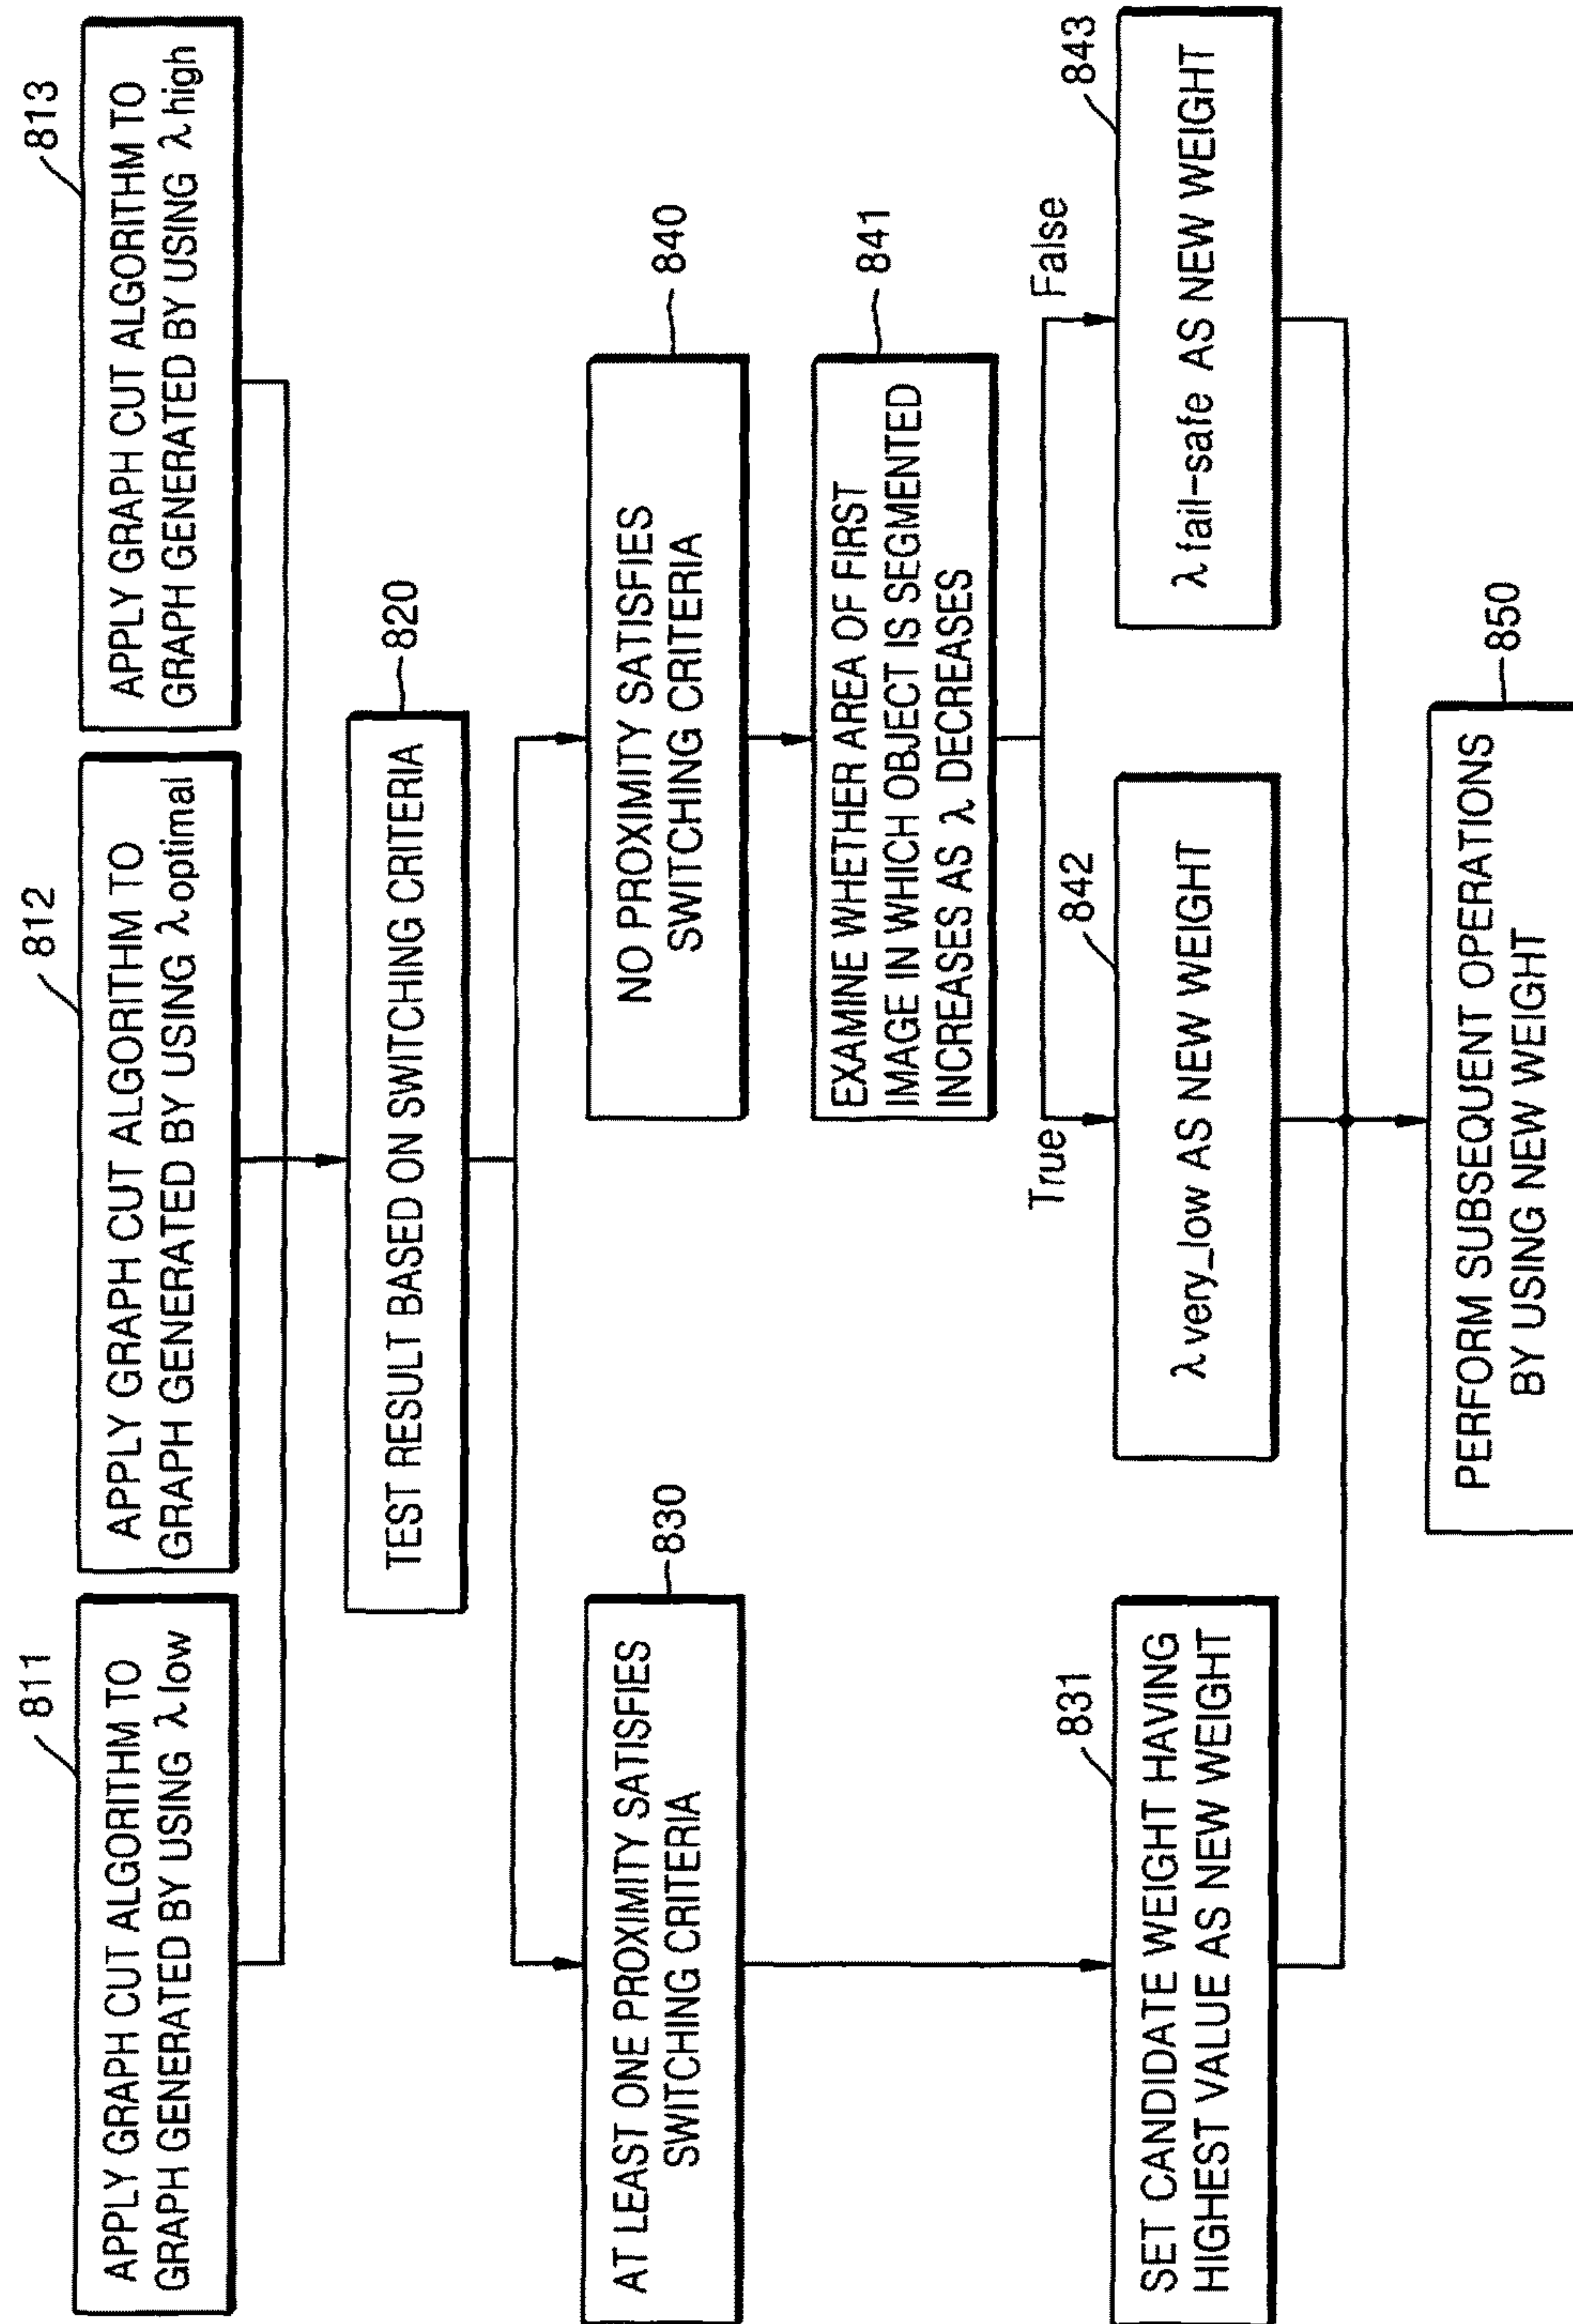 811
APPLY GRAPH CUT ALGORITHM TO
GRAPH GENERATED BY USING λ low
812
APPLY GRAPH CUT ALGORITHM TO
GRAPH GENERATED BY USING λ optimal
813
APPLY GRAPH CUT ALGORITHM TO
GRAPH GENERATED BY USING λ high
820
TEST RESULT BASED ON SWITCHING CRITERIA
830
AT LEAST ONE PROXIMITY SATISFIES
SWITCHING CRITERIA
840
NO PROXIMITY SATISFIES
SWITCHING CRITERIA
841
EXAMINE WHETHER AREA OF FIRST
IMAGE IN WHICH OBJECT IS SEGMENTED
INCREASES AS λ DECREASES
True
False
831
SET CANDIDATE WEIGHT HAVING
HIGHEST VALUE AS NEW WEIGHT
842
λ very_low AS NEW WEIGHT
843
λ fail-safe AS NEW WEIGHT
850
PERFORM SUBSEQUENT OPERATIONS
BY USING NEW WEIGHT